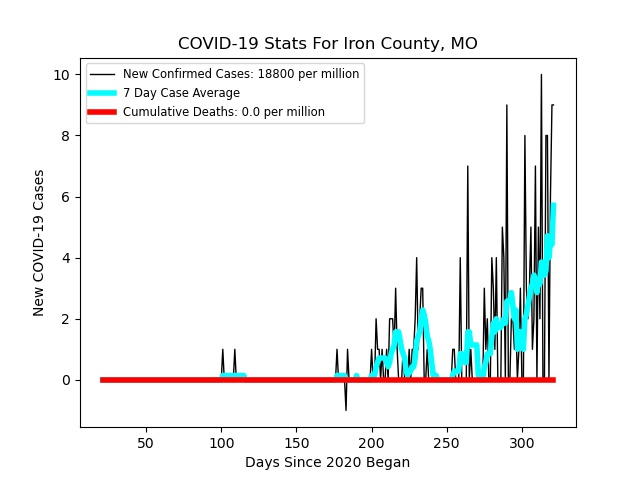 COVID-19 Stats For Iron County, MO
New Confirmed Cases: 18800 per million
7 Day Case Average
Cumulative Deaths: 0.0 per million
New COVID-19 Cases
10
8
6
4
2
0
50 100 150 200 250 300
Days Since 2020 Began